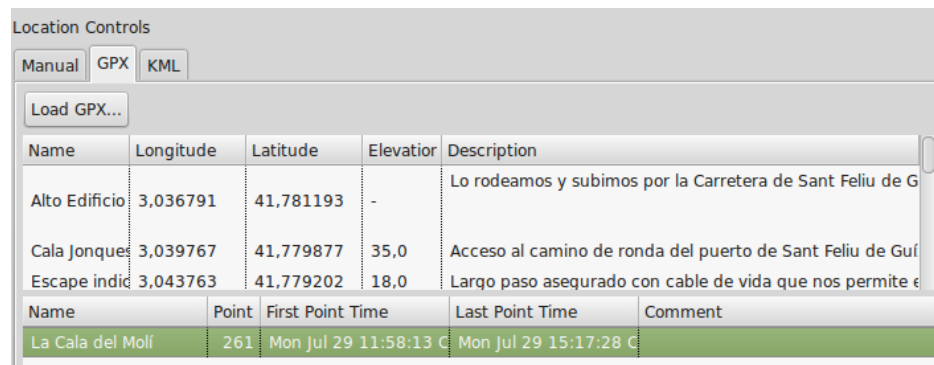 Location Controls
Manual GPX KML
Load GPX...
Name Longitude Latitude Elevation Description
Alto Edificio 3,036791 41,781193 - Lo rodeamos y subimos por la Carretera de Sant Feliu de G
Cala Jonques 3,039767 41,779877 35,0 Acceso al camino de ronda del puerto de Sant Feliu de Guí
Escape indic 3,043763 41,779202 18,0 Largo paso asegurado con cable de vida que nos permite e
Name Point First Point Time Last Point Time Comment
La Cala del Molí 261 Mon Jul 29 11:58:13 C Mon Jul 29 15:17:28 C